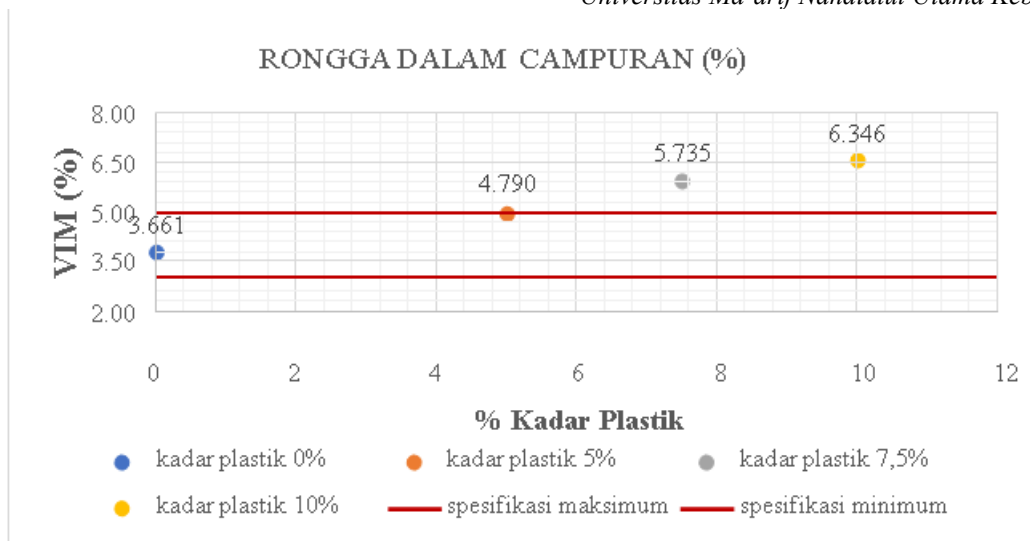 RONGGA DALAM CAMPURAN (%)
VIM (%)
8.00
6.50
5.00
3.50
2.00
3.661
4.790
5.735
6.346
0 2 4 6 8 10 12
% Kadar Plastik
kadar plastik 0% kadar plastik 5% kadar plastik 7,5%
kadar plastik 10% spesifikasi maksimum spesifikasi minimum